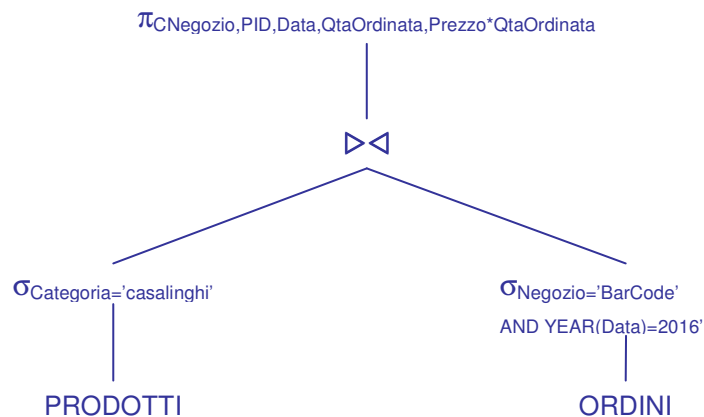 πCNegozio,PID,Data,QtaOrdinata,Prezzo*QtaOrdinata
⋈
σCategoria='casalinghi'
σNegozio='BarCode'
AND YEAR(Data)=2016'
PRODOTTI
ORDINI